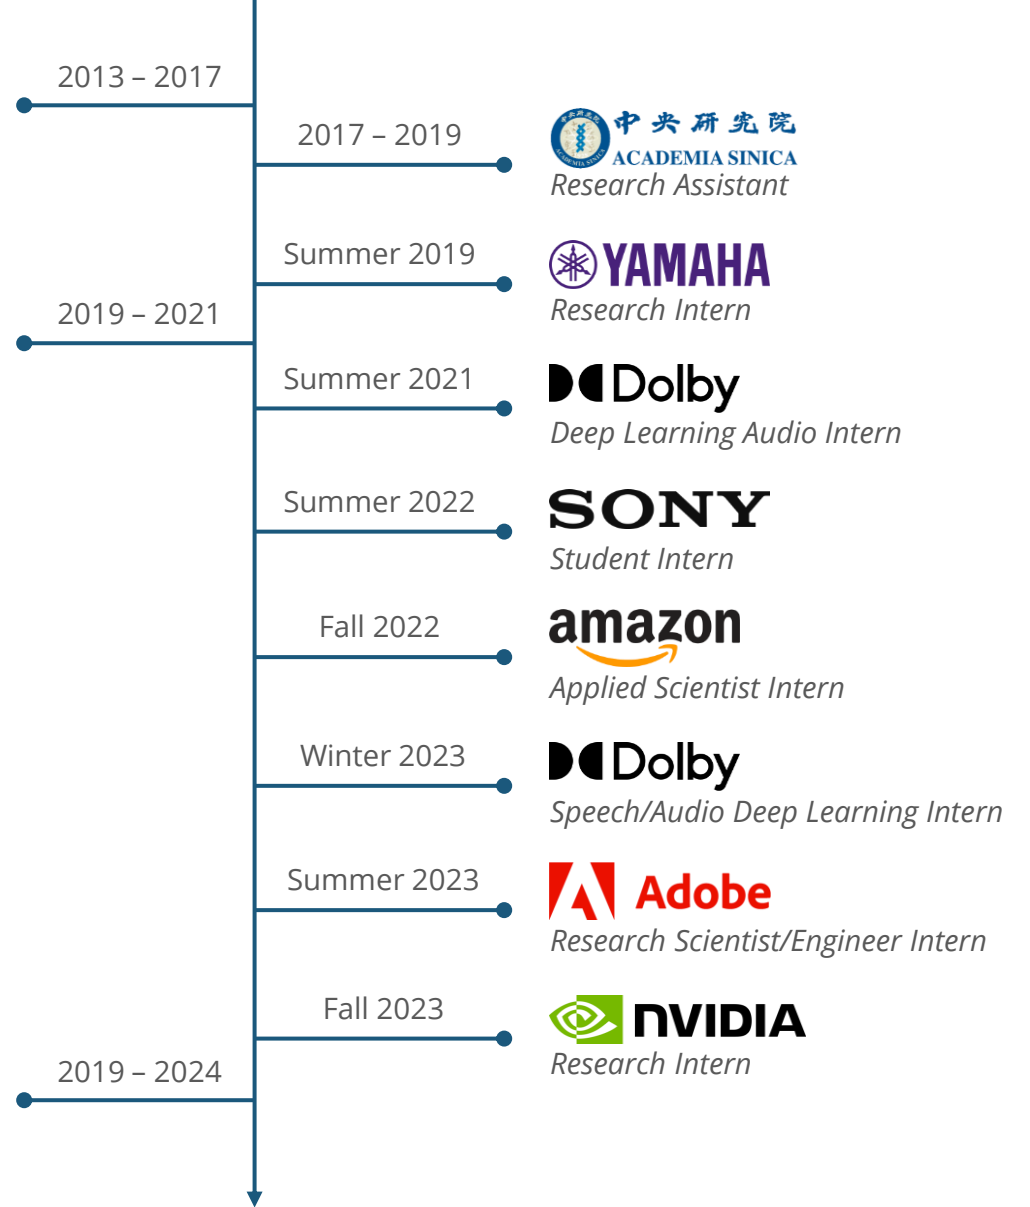 2013 – 2017
2017 – 2019
中央研究院
ACADEMIA SINICA
Research Assistant
Summer 2019
YAMAHA
Research Intern
2019 – 2021
Summer 2021
Dolby
Deep Learning Audio Intern
Summer 2022
SONY
Student Intern
Fall 2022
amazon
Applied Scientist Intern
Winter 2023
Dolby
Speech/Audio Deep Learning Intern
Summer 2023
Adobe
Research Scientist/Engineer Intern
Fall 2023
NVIDIA
Research Intern
2019 – 2024